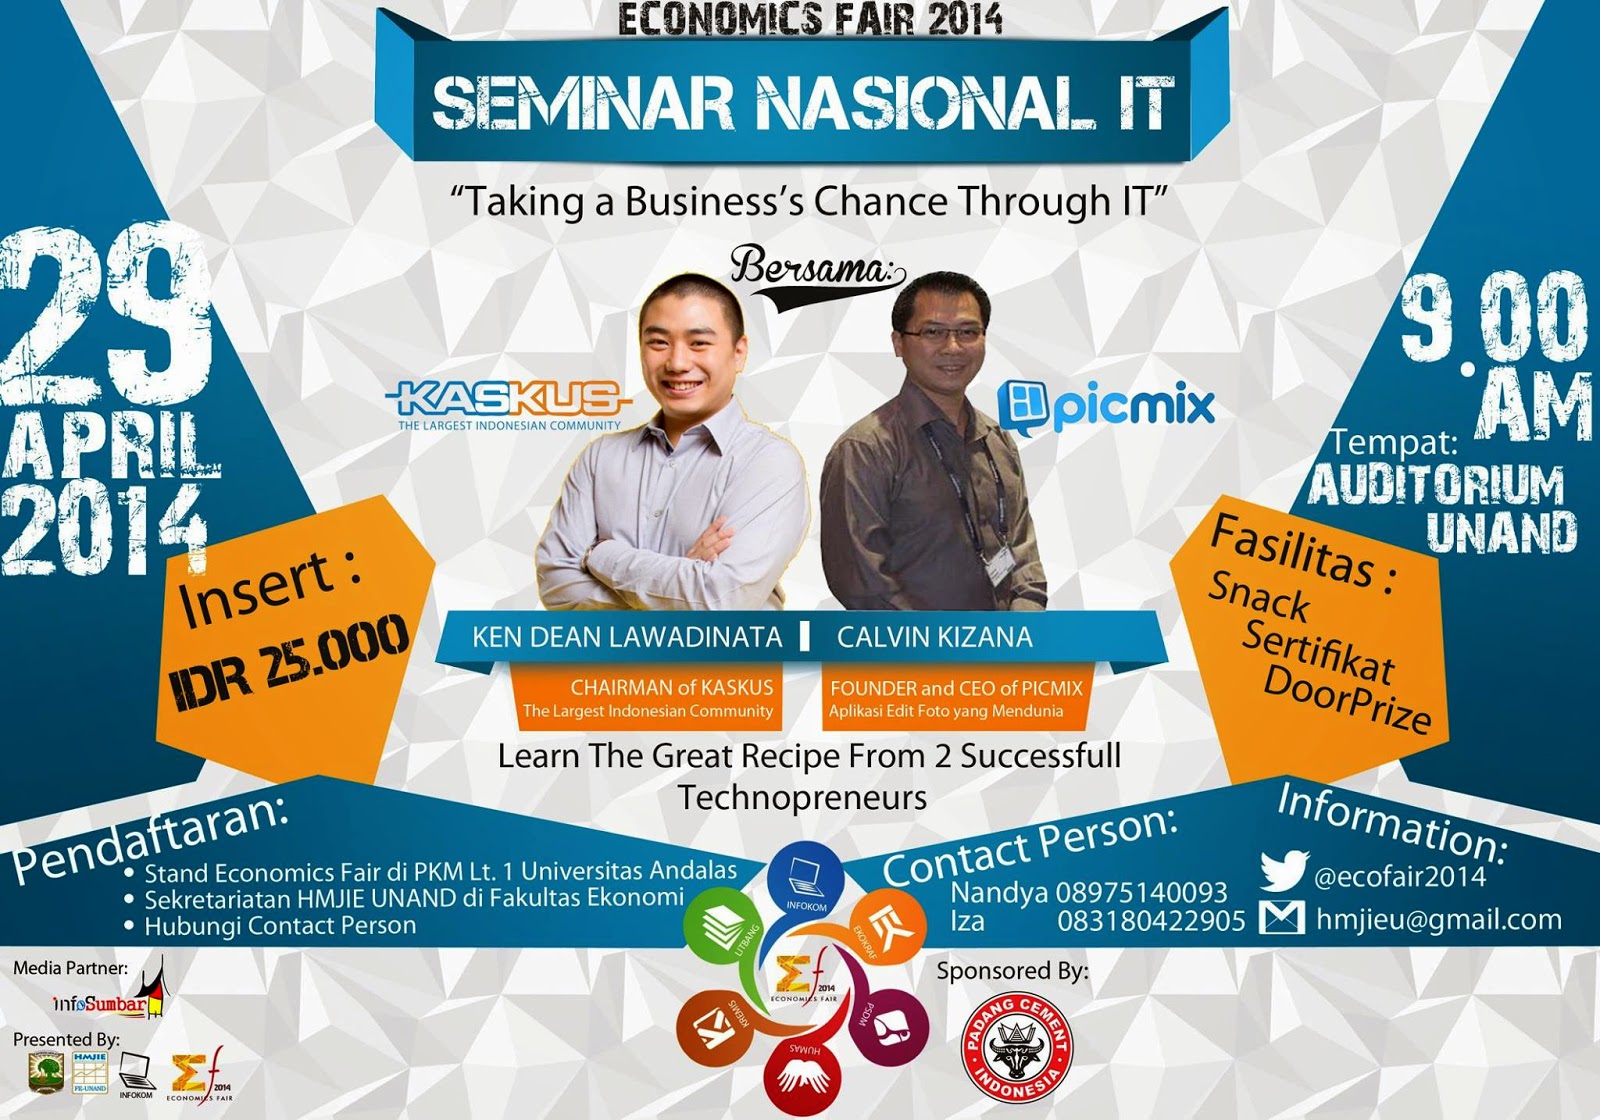 ECONOMICS FAIR 2014
SEMINAR NASIONAL IT
“Taking a Business’s Chance Through IT”
Bersama:
29
APRIL
2014
9.00
AM
Tempat:
AUDITORIUM
UNAND
KASKUS
THE LARGEST INDONESIAN COMMUNITY
picmix
Insert :
IDR 25.000
Fasilitas :
Snack
Sertifikat
DoorPrize
KEN DEAN LAWADINATA | CALVIN KIZANA
CHAIRMAN of KASKUS
The Largest Indonesian Community
FOUNDER and CEO of PICMIX
Aplikasi Edit Foto yang Mendunia
Learn The Great Recipe From 2 Successfull
Technopreneurs
Pendaftaran:
• Stand Economics Fair di PKM Lt. 1 Universitas Andalas
• Sekretariatan HMJIE UNAND di Fakultas Ekonomi
• Hubungi Contact Person
Contact Person:
Nandya 08975140093
Iza 083180422905
Information:
@ecofair2014
hmjieu@gmail.com
INFOKOM
EKOKRAF
PSDM
HUMAS
KREMIS
LITBANG
Σf 2014
ECONOMICS FAIR
Media Partner:
infoSumbar
Presented By:
HMJIE
FE-UNAND
INFOKOM
Σf 2014
ECONOMICS FAIR
Sponsored By:
PADANG CEMENT
INDONESIA